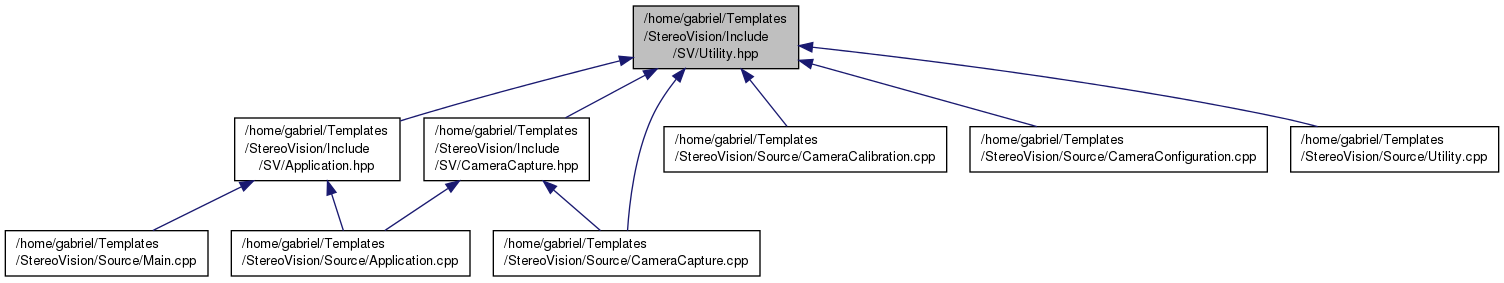 /home/gabriel/Templates
/StereoVision/Include
/SV/Utility.hpp
/home/gabriel/Templates
/StereoVision/Include
/SV/Application.hpp
/home/gabriel/Templates
/StereoVision/Include
/SV/CameraCapture.hpp
/home/gabriel/Templates
/StereoVision/Source/CameraCalibration.cpp
/home/gabriel/Templates
/StereoVision/Source/CameraConfiguration.cpp
/home/gabriel/Templates
/StereoVision/Source/Utility.cpp
/home/gabriel/Templates
/StereoVision/Source/Main.cpp
/home/gabriel/Templates
/StereoVision/Source/Application.cpp
/home/gabriel/Templates
/StereoVision/Source/CameraCapture.cpp